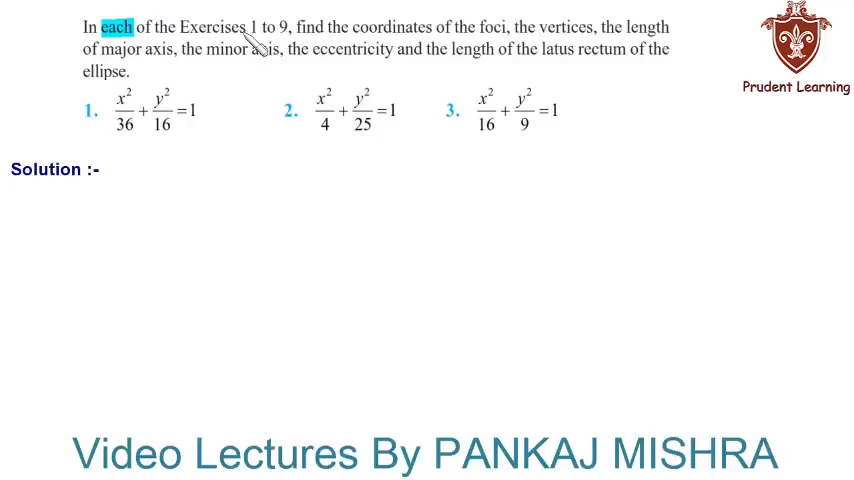 In each of the Exercises 1 to 9, find the coordinates of the foci, the vertices, the length
of major axis, the minor axis, the eccentricity and the length of the latus rectum of the
ellipse.
1. x²/36 + y²/16 = 1 2. x²/4 + y²/25 = 1 3. x²/16 + y²/9 = 1
Prudent Learning
Solution :-
Video Lectures By PANKAJ MISHRA